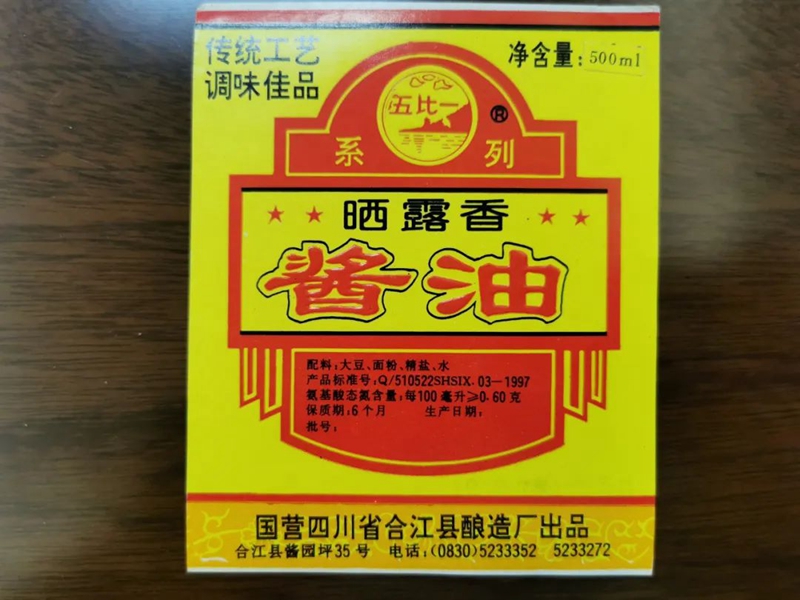 传统工艺
调味佳品
净含量：500ml
五比一
®
系列
晒露香
酱油
配料：大豆、面粉、精盐、水
产品标准号：Q/510522SHSIX．03—1997
氨基酸态氮含量：每100毫升≥0．60克
保质期：6个月 生产日期：
批号：
国营四川省合江县酿造厂出品
合江县酱园坪35号 电话：(0830)5233352 5233272